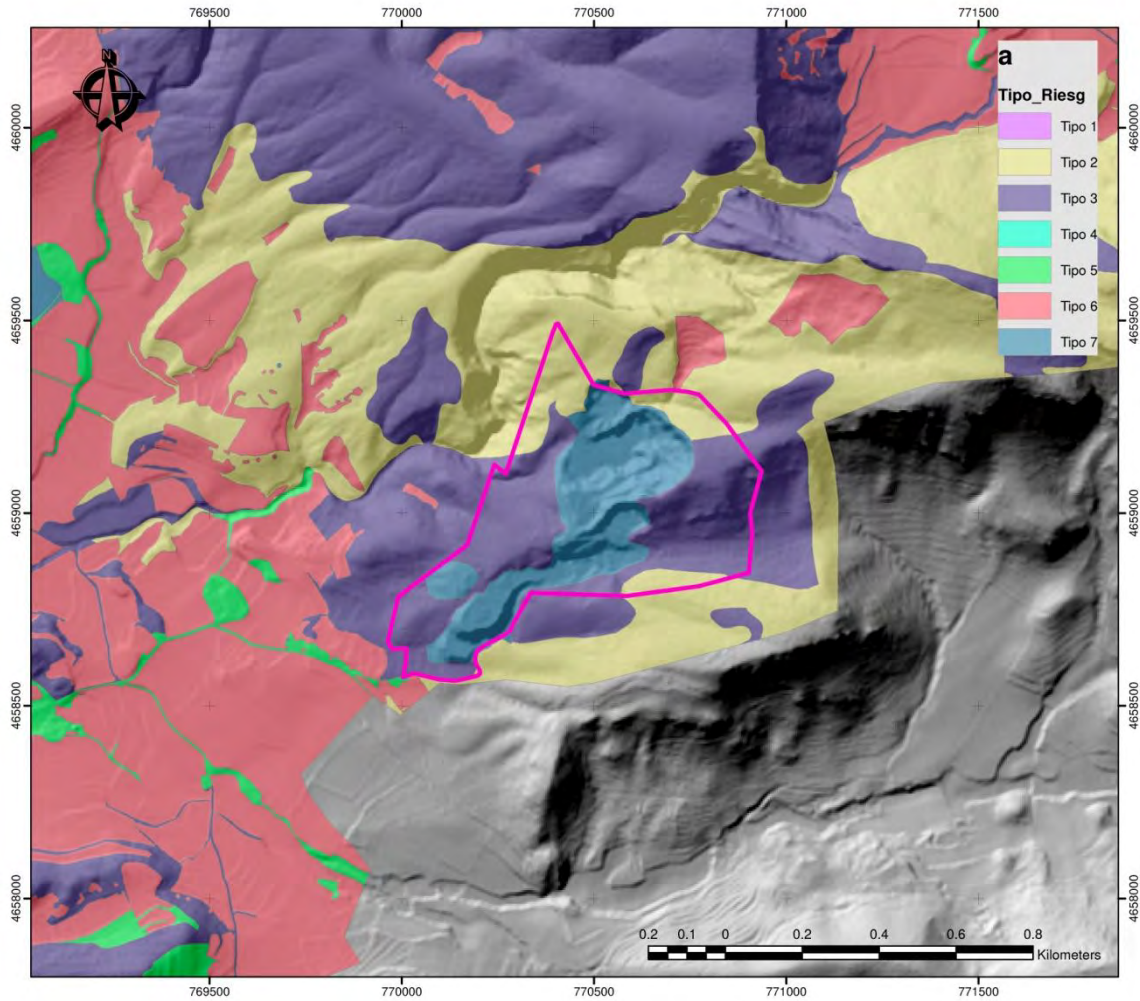 769500 770000 770500 771000 771500
N
a
Tipo_Riesg
Tipo 1
Tipo 2
Tipo 3
Tipo 4
Tipo 5
Tipo 6
Tipo 7
4660000 4660000
4659500 4659500
4659000 4659000
4658500 4658500
4658000 4658000
0.2 0.1 0 0.2 0.4 0.6 0.8
Kilometers
769500 770000 770500 771000 771500